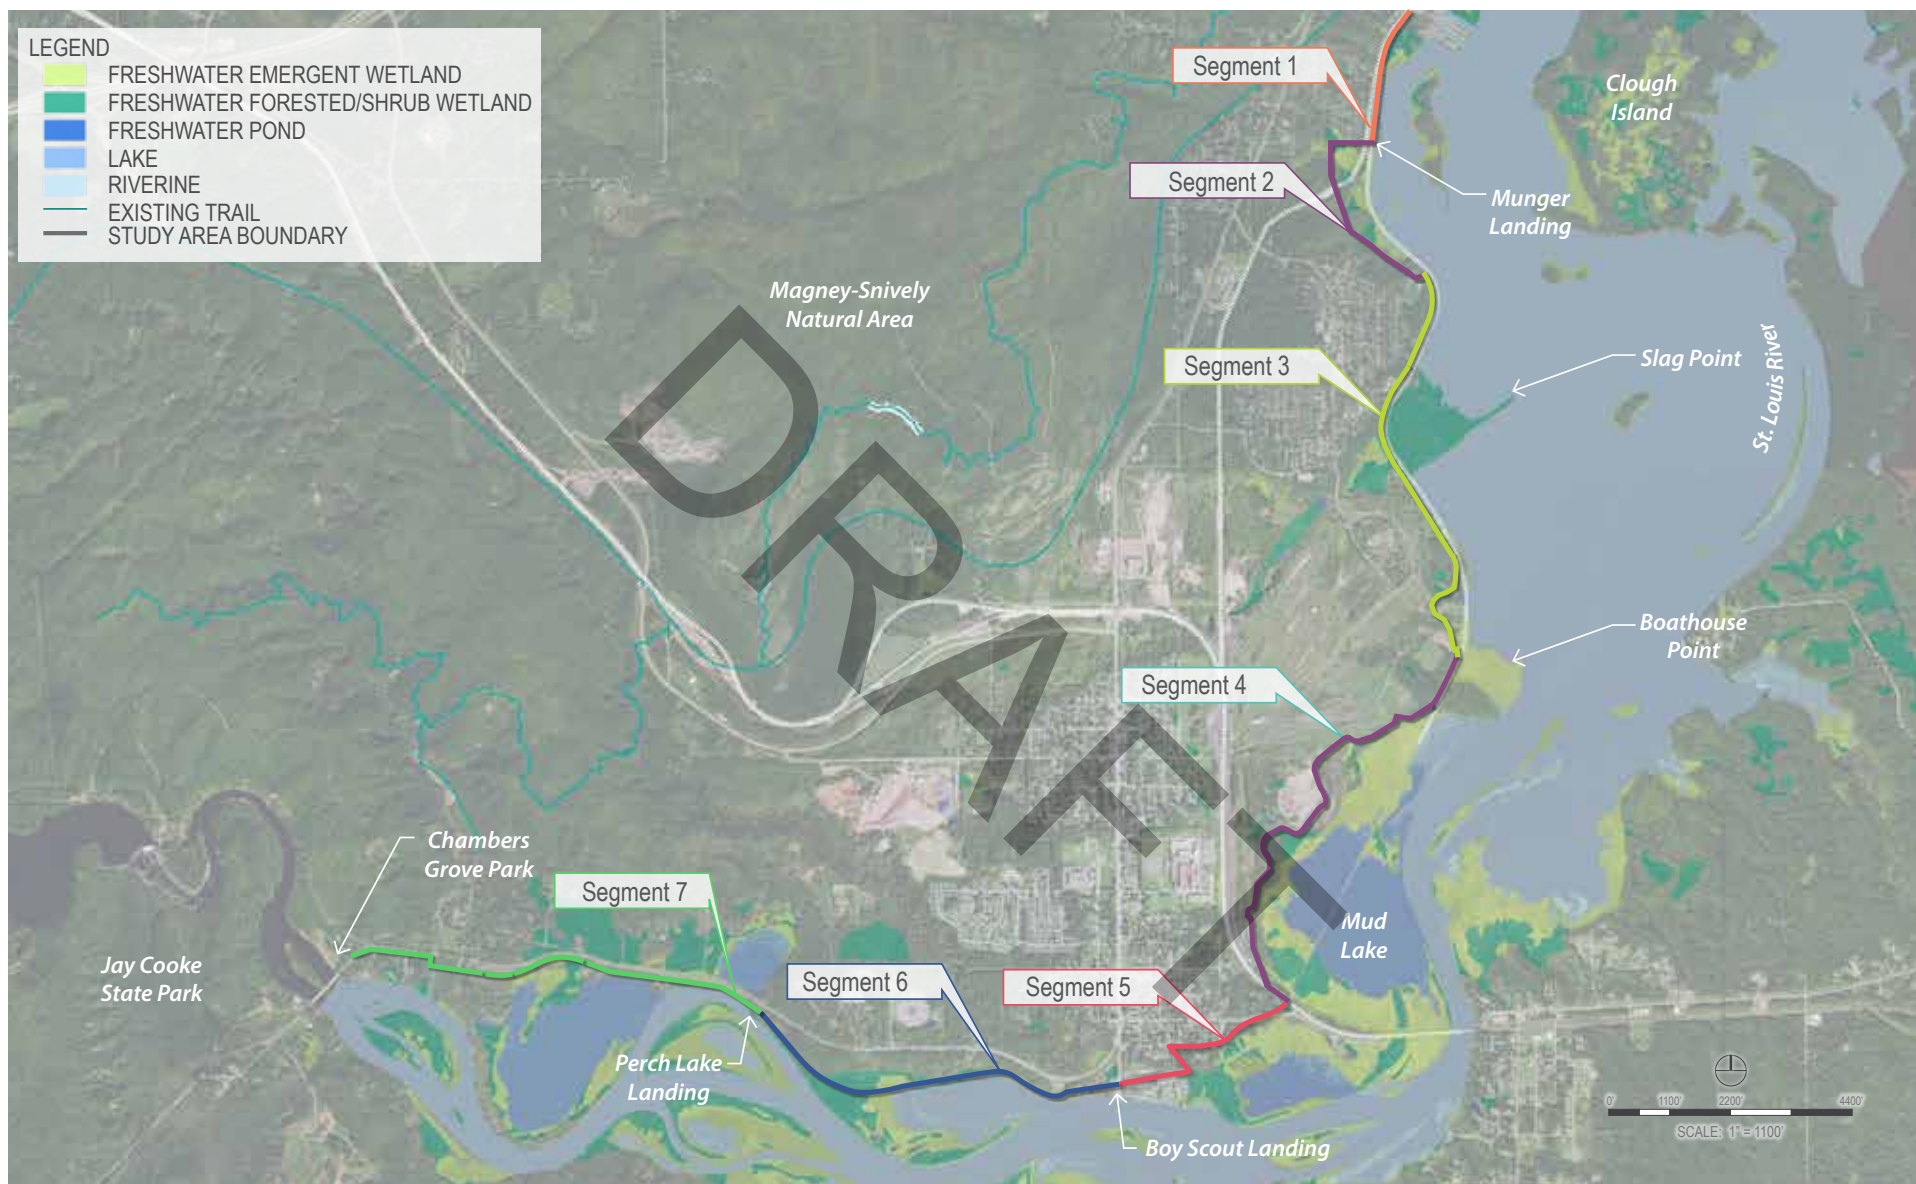 LEGEND
FRESHWATER EMERGENT WETLAND
FRESHWATER FORESTED/SHRUB WETLAND
FRESHWATER POND
LAKE
RIVERINE
EXISTING TRAIL
STUDY AREA BOUNDARY
Segment 1
Clough
Island
Segment 2
Munger
Landing
Magney-Snively
Natural Area
Segment 3
Slag Point
St. Louis River
DRAFT
Boathouse
Point
Segment 4
Chambers
Grove Park
Segment 7
Mud
Lake
Jay Cooke
State Park
Segment 6
Segment 5
Perch Lake
Landing
Boy Scout Landing
0' 1100' 2200' 4400'
SCALE: 1" = 1100'